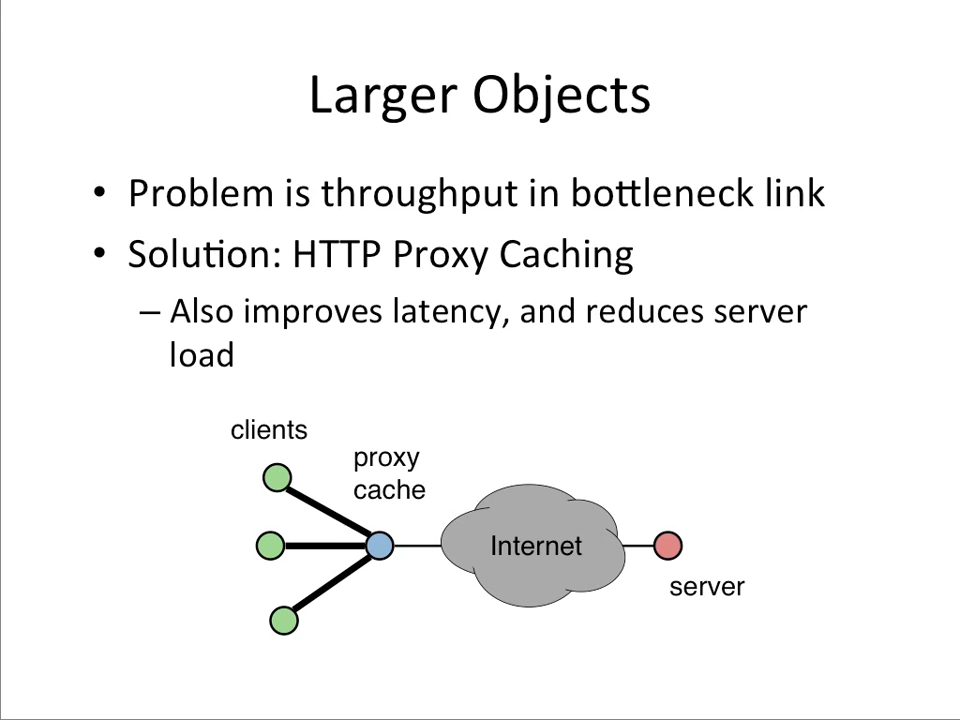 Larger Objects
• Problem is throughput in bottleneck link
• Solution: HTTP Proxy Caching
– Also improves latency, and reduces server
load
clients
proxy
cache
Internet
server